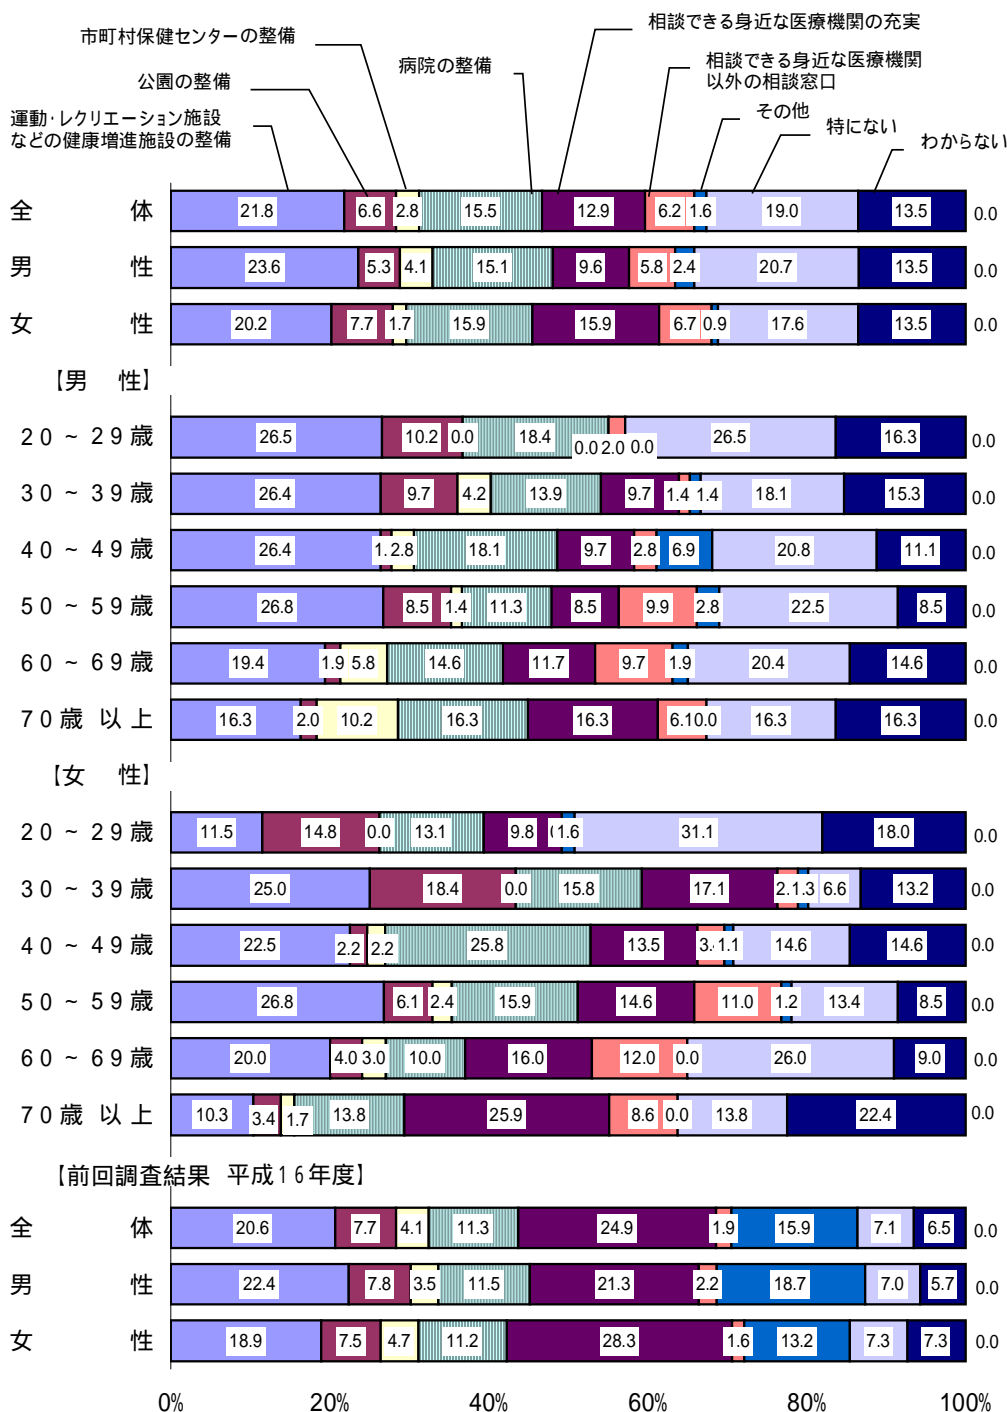 市町村保健センターの整備
相談できる身近な医療機関の充実
公園の整備
病院の整備
相談できる身近な医療機関
以外の相談窓口
運動・レクリエーション施設
などの健康増進施設の整備
その他
特にない
わからない
全 体 21.8 6.6 2.8 15.5 12.9 6.2 1.6 19.0 13.5 0.0
男 性 23.6 5.3 4.1 15.1 9.6 5.8 2.4 20.7 13.5 0.0
女 性 20.2 7.7 1.7 15.9 15.9 6.7 0.9 17.6 13.5 0.0
【男 性】
20~29歳 26.5 10.2 0.0 18.4 0.0 2.0 0.0 26.5 16.3 0.0
30~39歳 26.4 9.7 4.2 13.9 9.7 1.4 1.4 18.1 15.3 0.0
40~49歳 26.4 1. 2.8 18.1 9.7 2.8 6.9 20.8 11.1 0.0
50~59歳 26.8 8.5 1.4 11.3 8.5 9.9 2.8 22.5 8.5 0.0
60~69歳 19.4 1.9 5.8 14.6 11.7 9.7 1.9 20.4 14.6 0.0
70歳以上 16.3 2.0 10.2 16.3 16.3 6.1 0.0 16.3 16.3 0.0
【女 性】
20~29歳 11.5 14.8 0.0 13.1 9.8 1.6 31.1 18.0 0.0
30~39歳 25.0 18.4 0.0 15.8 17.1 2. 1.3 6.6 13.2 0.0
40~49歳 22.5 2.2 2.2 25.8 13.5 3. 1.1 14.6 14.6 0.0
50~59歳 26.8 6.1 2.4 15.9 14.6 11.0 1.2 13.4 8.5 0.0
60~69歳 20.0 4.0 3.0 10.0 16.0 12.0 0.0 26.0 9.0 0.0
70歳以上 10.3 3.4 1.7 13.8 25.9 8.6 0.0 13.8 22.4 0.0
【前回調査結果 平成16年度】
全 体 20.6 7.7 4.1 11.3 24.9 1.9 15.9 7.1 6.5 0.0
男 性 22.4 7.8 3.5 11.5 21.3 2.2 18.7 7.0 5.7 0.0
女 性 18.9 7.5 4.7 11.2 28.3 1.6 13.2 7.3 7.3 0.0
0% 20% 40% 60% 80% 100%